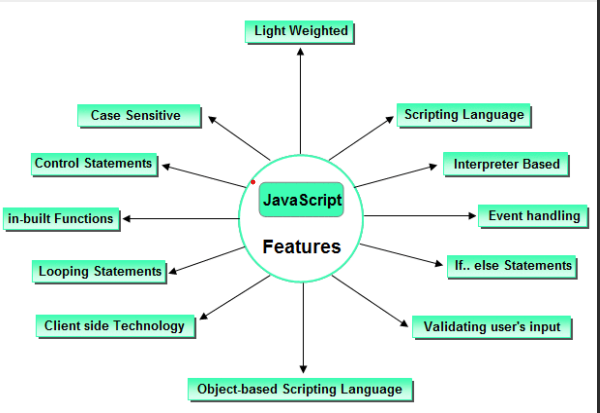 Light Weighted
Case Sensitive
Scripting Language
Control Statements
Interpreter Based
JavaScript
in-built Functions
Event handling
Features
Looping Statements
If.. else Statements
Client side Technology
Validating user's input
Object-based Scripting Language